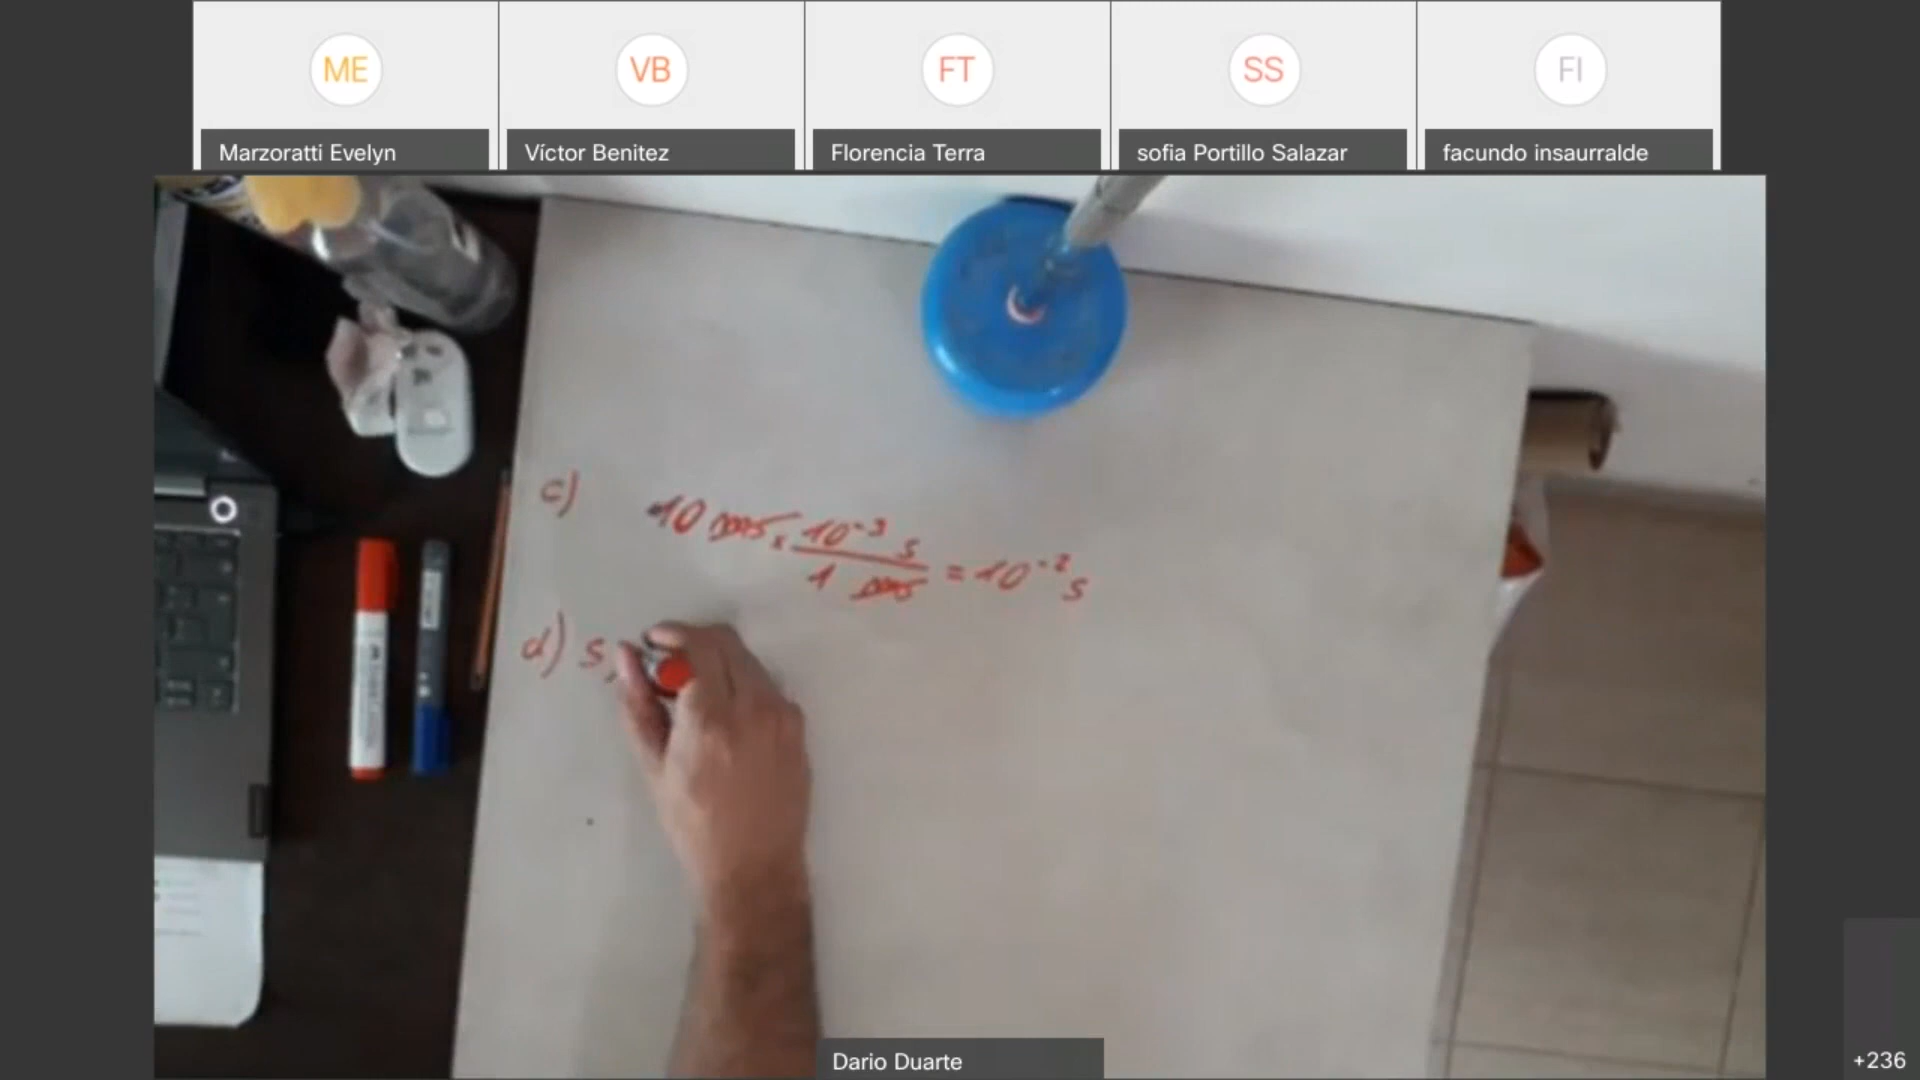 ME
VB
FT
SS
FI
Marzoratti Evelyn
Víctor Benitez
Florencia Terra
sofia Portillo Salazar
facundo insaurralde
c) 10 ms x 10⁻³ s / 1 ms = 10⁻² s
d) 5,
Dario Duarte
+236